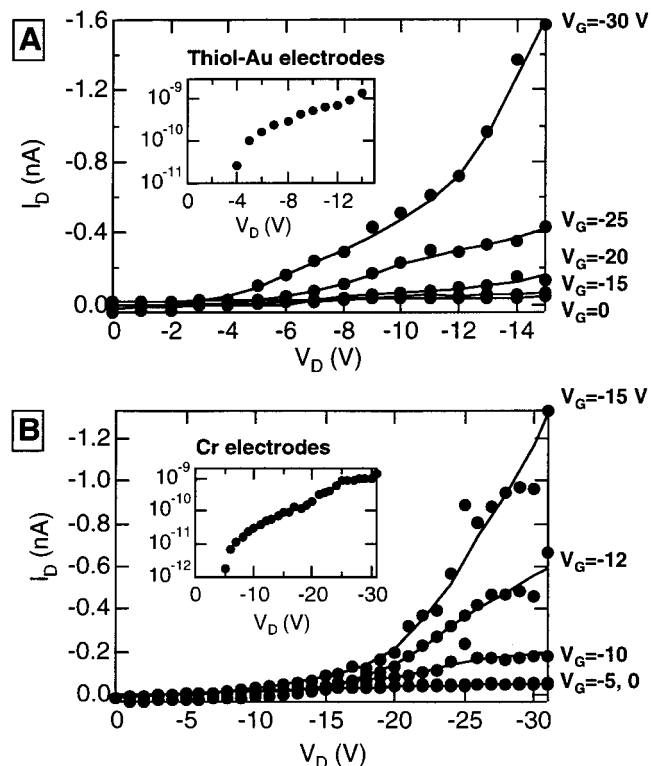 A
-1.6
-1.2
-0.8
-0.4
0.0
I_D (nA)
Thiol-Au electrodes
10^-9
10^-10
10^-11
0 -4 -8 -12
V_D (V)
V_G=-30 V
V_G=-25
V_G=-20
V_G=-15
V_G=0
0 -2 -4 -6 -8 -10 -12 -14
V_D (V)
B
-1.2
-1.0
-0.8
-0.6
-0.4
-0.2
0.0
I_D (nA)
Cr electrodes
10^-9
10^-10
10^-11
10^-12
0 -10 -20 -30
V_D (V)
V_G=-15 V
V_G=-12
V_G=-10
V_G=-5, 0
0 -5 -10 -15 -20 -25 -30
V_D (V)